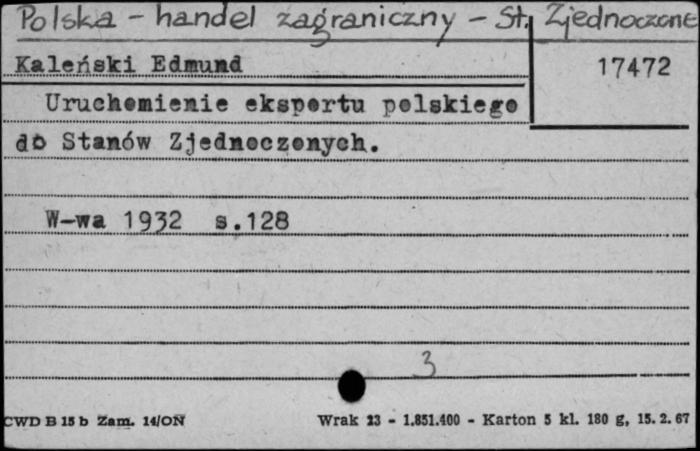 Polska - handel zagraniczny - St. Zjednoczone
Kaleński Edmund
17472
Uruchomienie eksportu polskiego
do Stanów Zjednoczonych.
W-wa 1932 s.128
3
CWD B 15 b Zam. 14/ON
Wrak 23 - 1.851.400 - Karton 5 kl. 180 g, 15. 2. 67